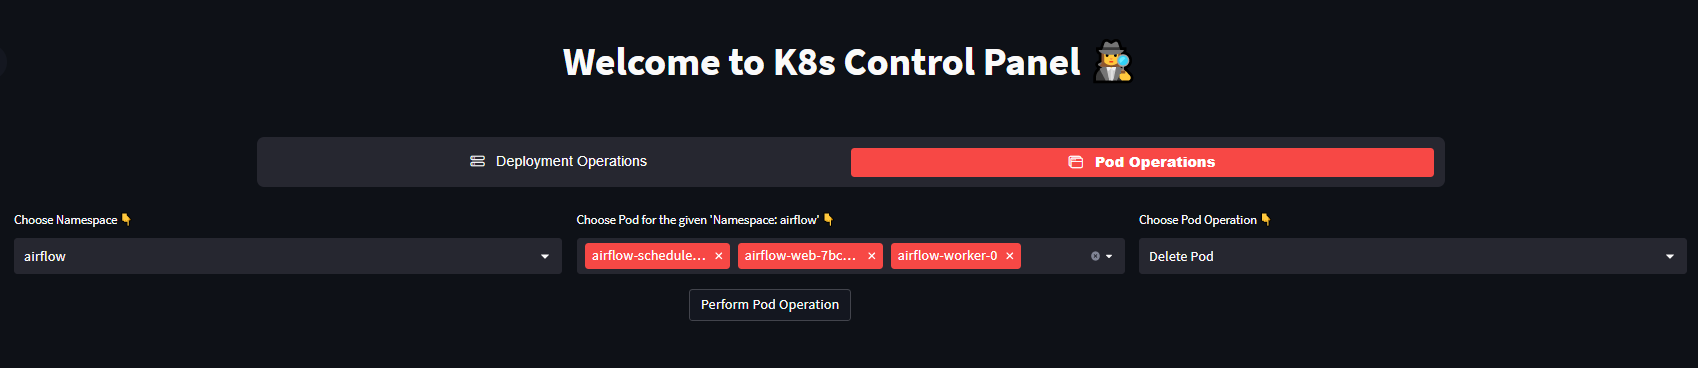 Welcome to K8s Control Panel
Deployment Operations
Pod Operations
Choose Namespace
Choose Pod for the given 'Namespace: airflow'
Choose Pod Operation
airflow
airflow-schedule...
airflow-web-7bc...
airflow-worker-0
Delete Pod
Perform Pod Operation